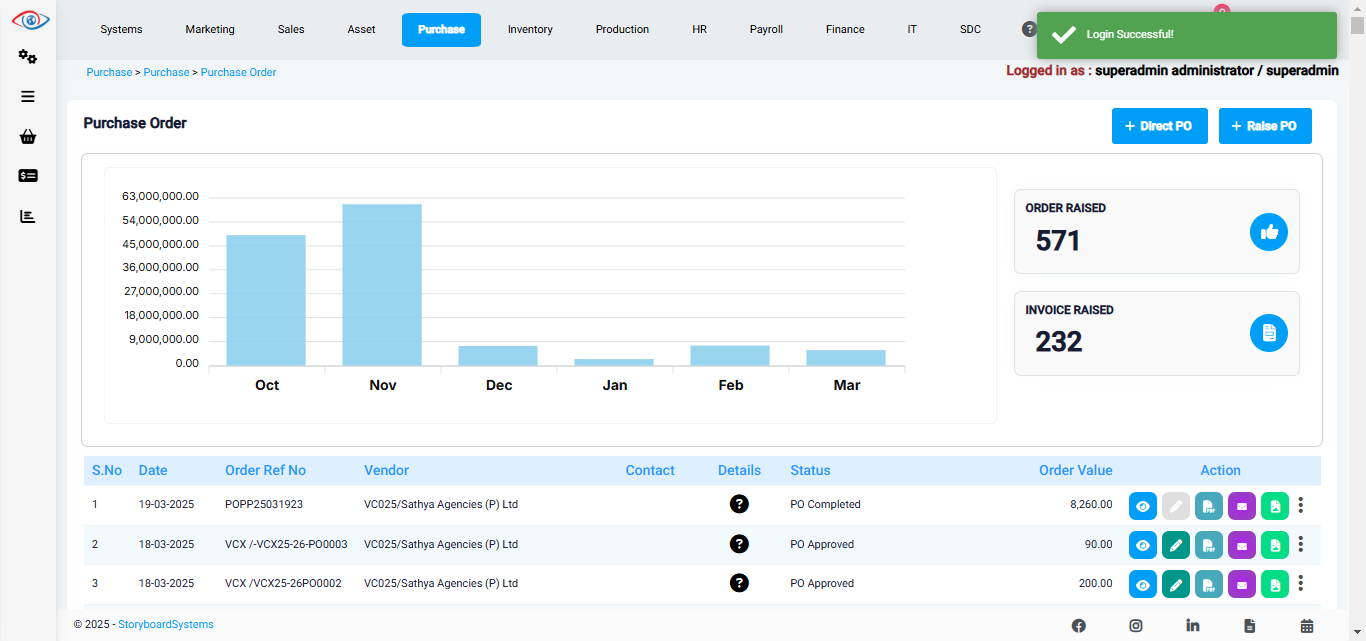 Systems Marketing Sales Asset Purchase Inventory Production HR Payroll Finance IT SDC ?
Login Successful!
Purchase > Purchase > Purchase Order
Logged in as : superadmin administrator / superadmin
Purchase Order
+ Direct PO
+ Raise PO
63,000,000.00
54,000,000.00
45,000,000.00
36,000,000.00
27,000,000.00
18,000,000.00
9,000,000.00
0.00
Oct Nov Dec Jan Feb Mar
ORDER RAISED
571
INVOICE RAISED
232
S.No Date Order Ref No Vendor Contact Details Status Order Value Action
1 19-03-2025 POPP25031923 VC025/Sathya Agencies (P) Ltd ? PO Completed 8,260.00
2 18-03-2025 VCX /-VCX25-26-PO0003 VC025/Sathya Agencies (P) Ltd ? PO Approved 90.00
3 18-03-2025 VCX /VCX25-26PO0002 VC025/Sathya Agencies (P) Ltd ? PO Approved 200.00
© 2025 - StoryboardSystems